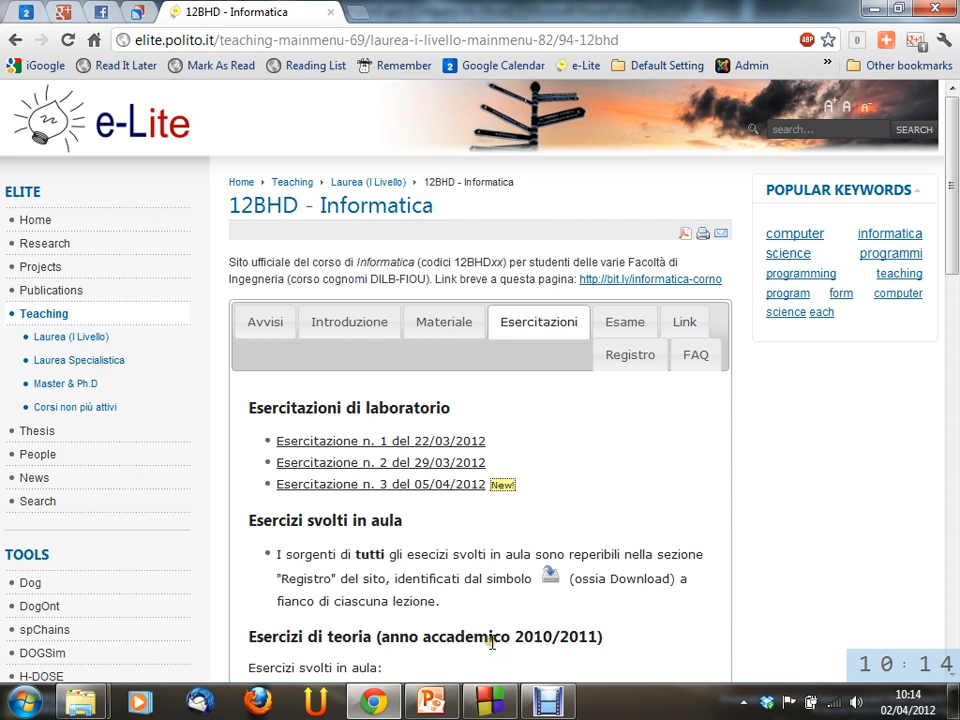 12BHD - Informatica
elite.polito.it/teaching-mainmenu-69/laurea-i-livello-mainmenu-82/94-12bhd
iGoogle Read It Later Mark As Read Reading List Remember Google Calendar e-Lite Default Setting Admin » Other bookmarks
e-Lite
A+ A a-
search... SEARCH
ELITE
Home
Research
Projects
Publications
Teaching
Laurea (I Livello)
Laurea Specialistica
Master & Ph.D
Corsi non più attivi
Thesis
People
News
Search
TOOLS
Dog
DogOnt
spChains
DOGSim
H-DOSE
Home Teaching Laurea (I Livello) 12BHD - Informatica
12BHD - Informatica
Sito ufficiale del corso di Informatica (codici 12BHDxx) per studenti delle varie Facoltà di
Ingegneria (corso cognomi DILB-FIOU). Link breve a questa pagina: http://bit.ly/informatica-corno
Avvisi Introduzione Materiale Esercitazioni Esame Link
Registro FAQ
Esercitazioni di laboratorio
Esercitazione n. 1 del 22/03/2012
Esercitazione n. 2 del 29/03/2012
Esercitazione n. 3 del 05/04/2012 New!
Esercizi svolti in aula
I sorgenti di tutti gli esecizi svolti in aula sono reperibili nella sezione
"Registro" del sito, identificati dal simbolo (ossia Download) a
fianco di ciascuna lezione.
Esercizi di teoria (anno accademico 2010/2011)
Esercizi svolti in aula:
POPULAR KEYWORDS
computer informatica
science programmi
programming teaching
program form computer
science each
10:14
10:14
02/04/2012